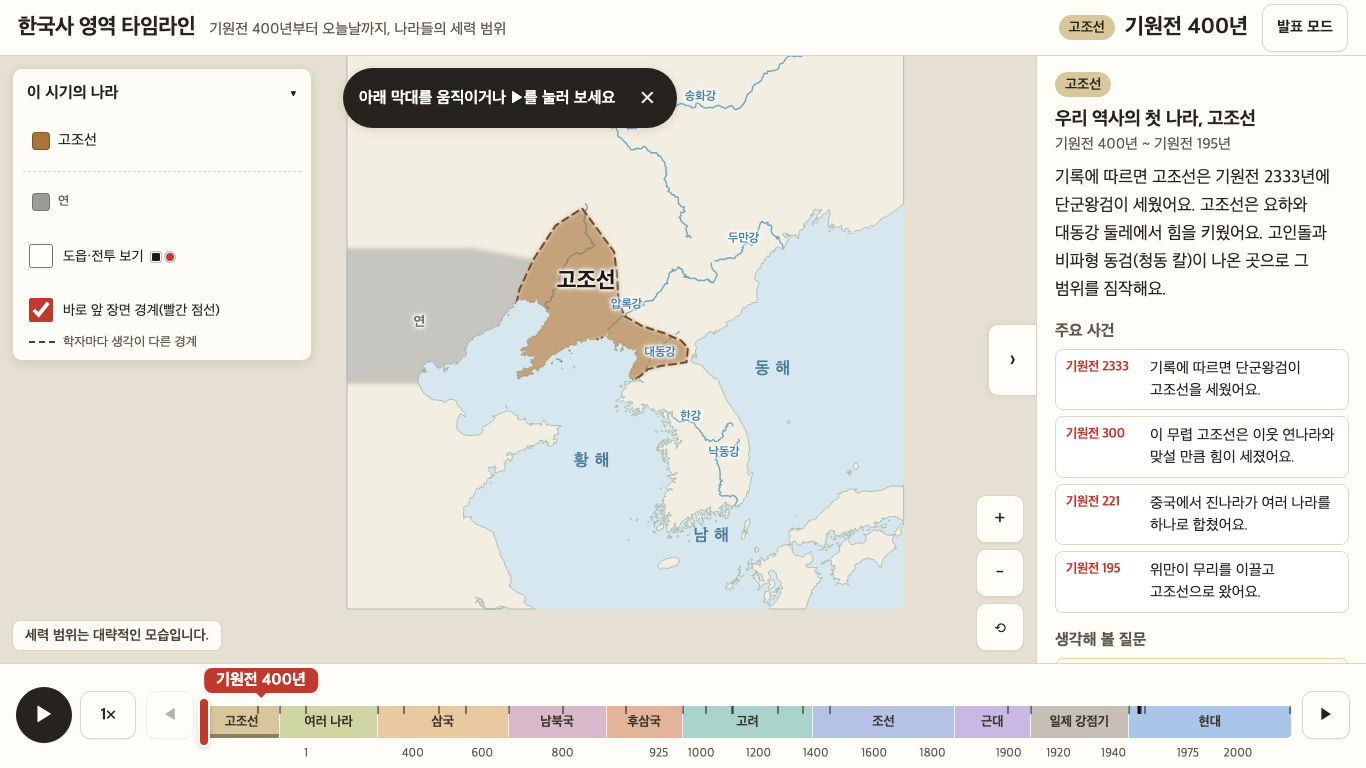 한국사 영역 타임라인
기원전 400년부터 오늘날까지, 나라들의 세력 범위
고조선
기원전 400년
발표 모드
이 시기의 나라
▼
고조선
연
도읍·전투 보기
바로 앞 장면 경계(빨간 점선)
학자마다 생각이 다른 경계
아래 막대를 움직이거나 ▶를 눌러 보세요 ✕
송화강
두만강
고조선
압록강
연
대동강
동 해
한강
낙동강
황 해
남 해
›
+
−
⟲
세력 범위는 대략적인 모습입니다.
고조선
우리 역사의 첫 나라, 고조선
기원전 400년 ~ 기원전 195년
기록에 따르면 고조선은 기원전 2333년에
단군왕검이 세웠어요. 고조선은 요하와
대동강 둘레에서 힘을 키웠어요. 고인돌과
비파형 동검(청동 칼)이 나온 곳으로 그
범위를 짐작해요.
주요 사건
기원전 2333 기록에 따르면 단군왕검이
고조선을 세웠어요.
기원전 300 이 무렵 고조선은 이웃 연나라와
맞설 만큼 힘이 세졌어요.
기원전 221 중국에서 진나라가 여러 나라를
하나로 합쳤어요.
기원전 195 위만이 무리를 이끌고
고조선으로 왔어요.
생각해 볼 질문
기원전 400년
1×
고조선 여러 나라 삼국 남북국 후삼국 고려 조선 근대 일제 강점기 현대
1 400 600 800 925 1000 1200 1400 1600 1800 1900 1920 1940 1975 2000